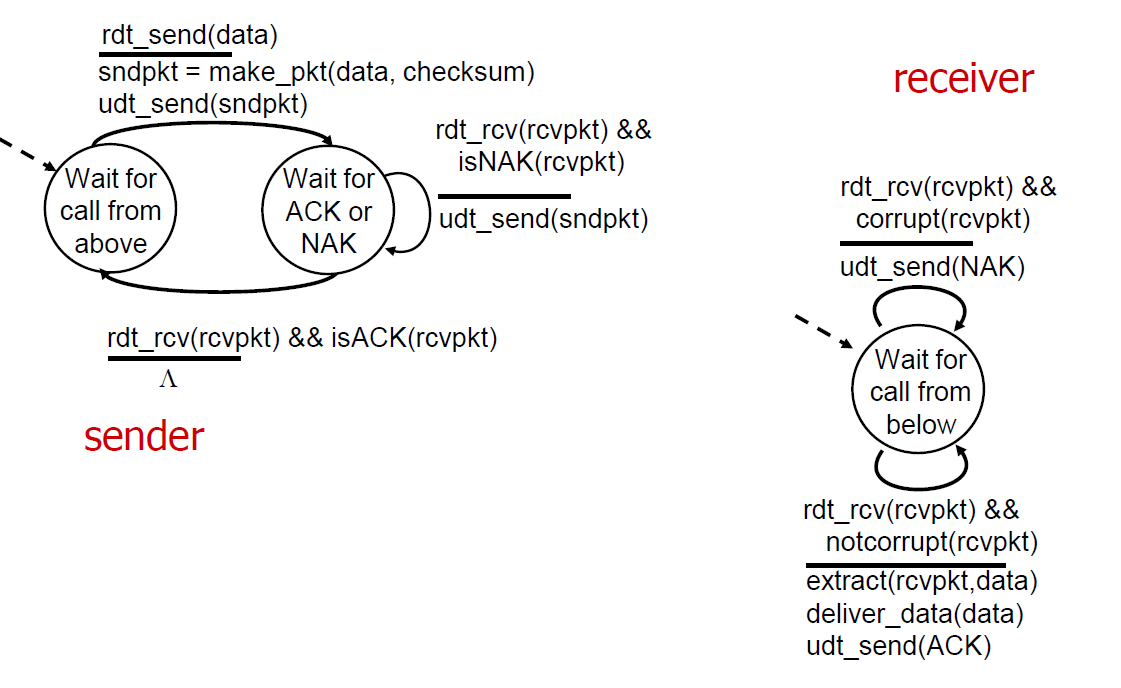 rdt_send(data)
sndpkt = make_pkt(data, checksum)
udt_send(sndpkt)
Wait for
call from
above
Wait for
ACK or
NAK
rdt_rcv(rcvpkt) &&
isNAK(rcvpkt)
udt_send(sndpkt)
rdt_rcv(rcvpkt) && isACK(rcvpkt)
Λ
sender
receiver
rdt_rcv(rcvpkt) &&
corrupt(rcvpkt)
udt_send(NAK)
Wait for
call from
below
rdt_rcv(rcvpkt) &&
notcorrupt(rcvpkt)
extract(rcvpkt,data)
deliver_data(data)
udt_send(ACK)